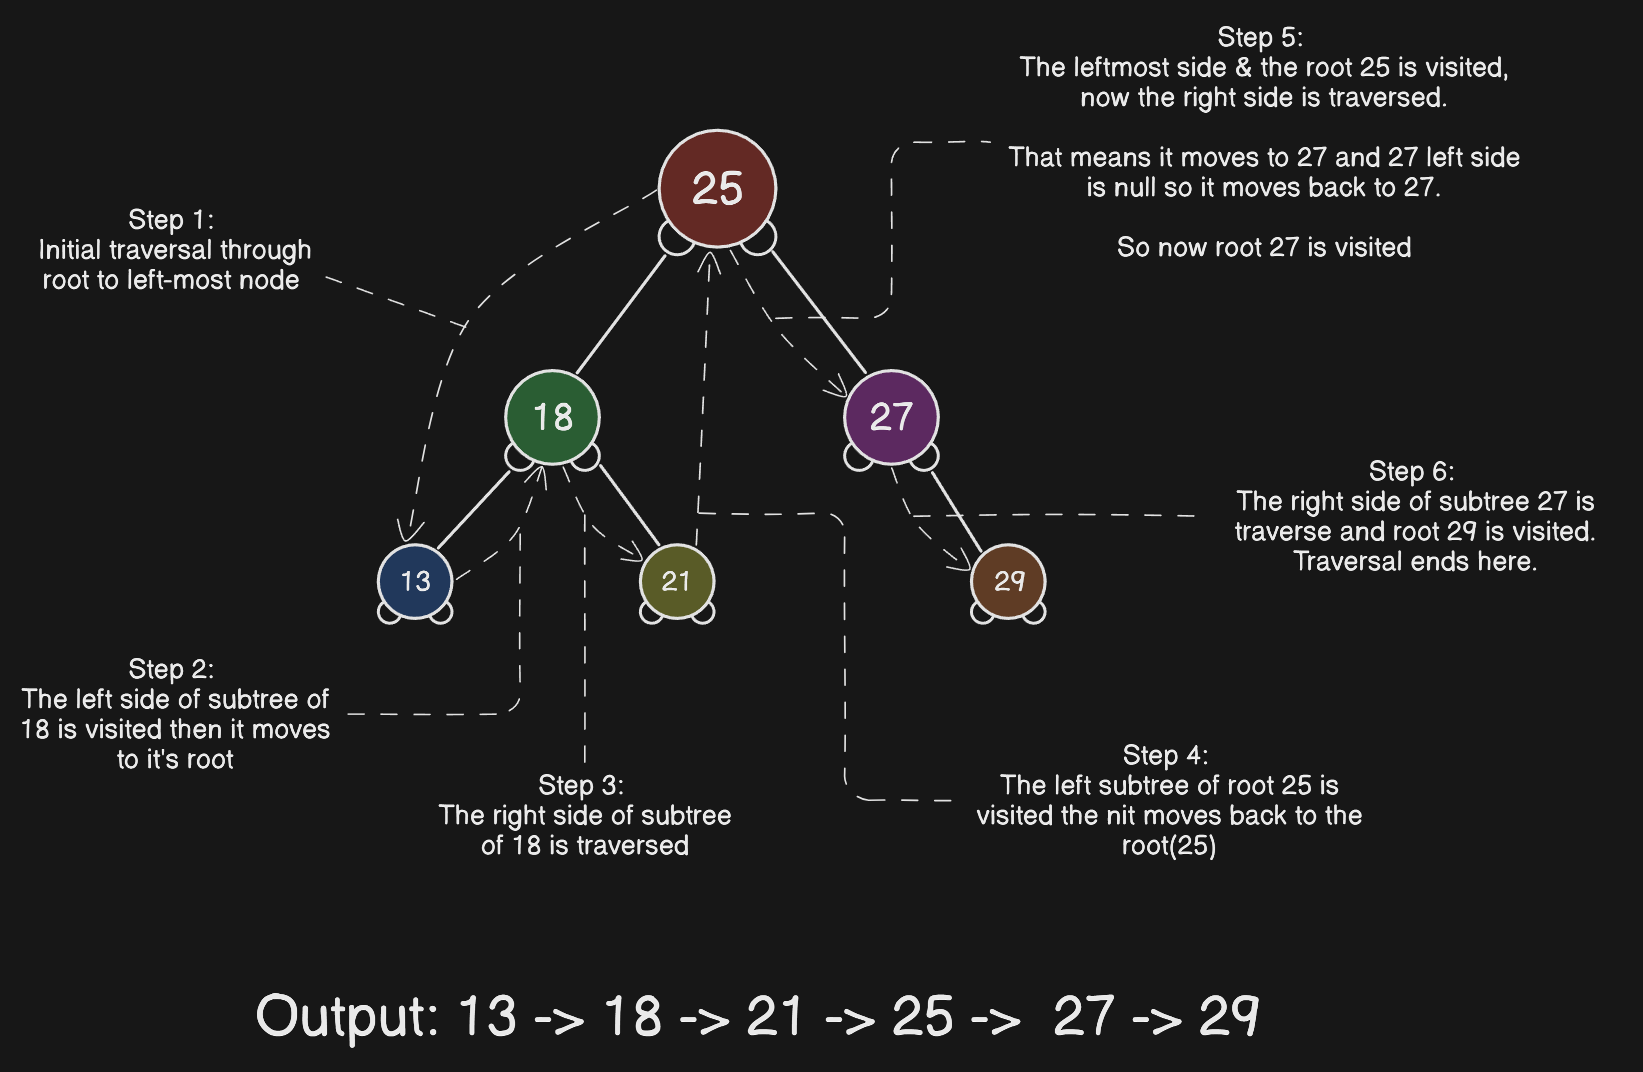 Step 5:
The leftmost side & the root 25 is visited,
now the right side is traversed.
That means it moves to 27 and 27 left side
is null so it moves back to 27.
So now root 27 is visited
25
Step 1:
Initial traversal through
root to left-most node
18
27
Step 6:
The right side of subtree 27 is
traverse and root 29 is visited.
Traversal ends here.
13
21
29
Step 2:
The left side of subtree of
18 is visited then it moves
to it's root
Step 3:
The right side of subtree
of 18 is traversed
Step 4:
The left subtree of root 25 is
visited the nit moves back to the
root(25)
Output: 13 -> 18 -> 21 -> 25 -> 27 -> 29